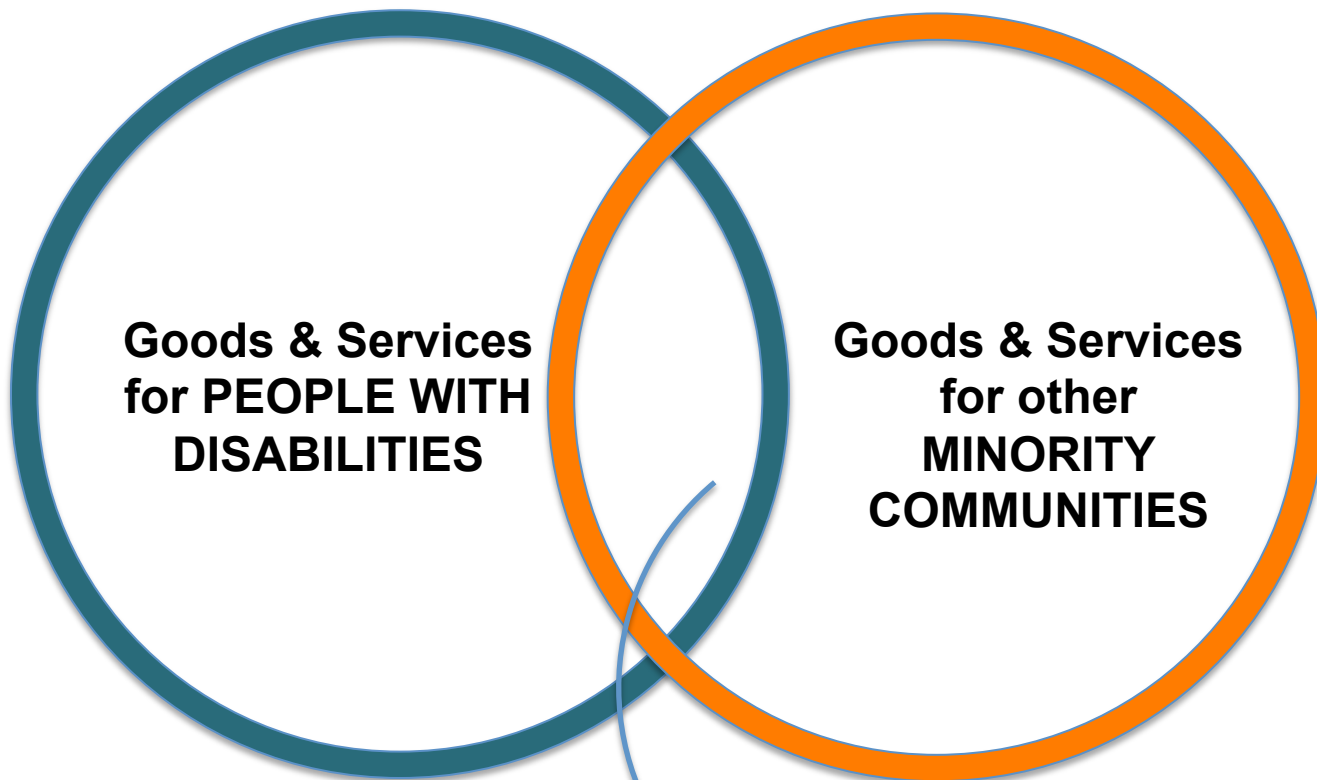 Goods & Services
for PEOPLE WITH
DISABILITIES
Goods & Services
for other
MINORITY
COMMUNITIES